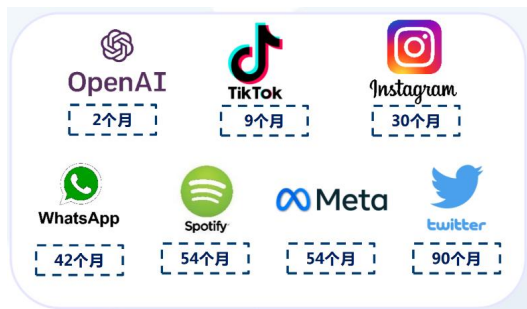 OpenAI
TikTok
Instagram
2个月
9个月
30个月
WhatsApp
Spotify
Meta
twitter
42个月
54个月
54个月
90个月